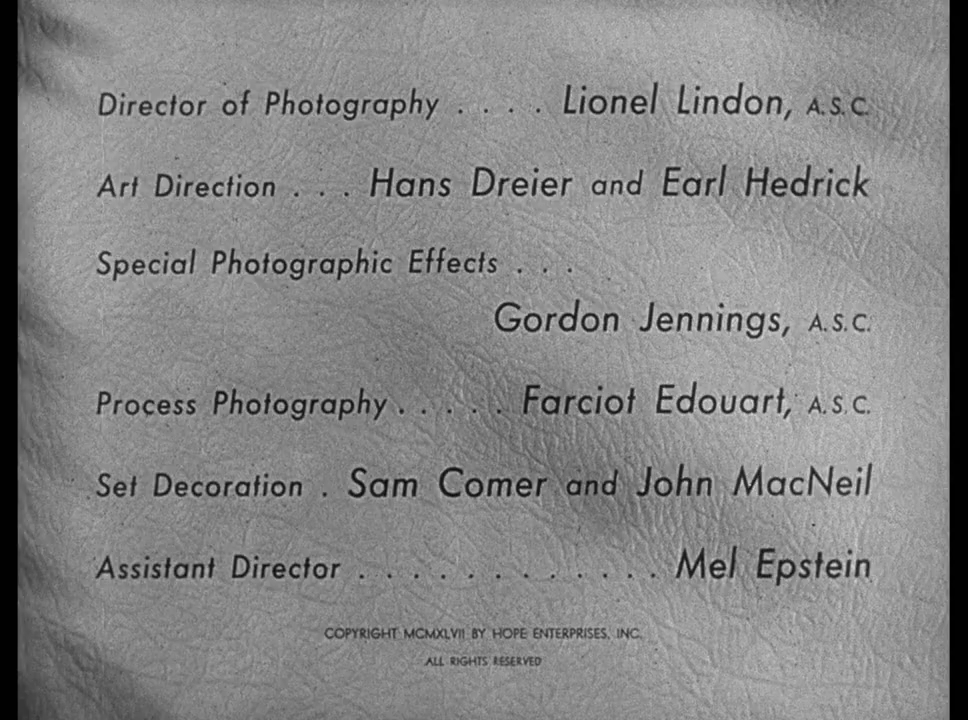 Director of Photography . . . . Lionel Lindon, A.S.C.
Art Direction . . . Hans Dreier and Earl Hedrick
Special Photographic Effects . . .
Gordon Jennings, A.S.C.
Process Photography . . . . . Farciot Edouart, A.S.C.
Set Decoration . Sam Comer and John MacNeil
Assistant Director . . . . . . . . . . . . Mel Epstein
COPYRIGHT MCMXLVII BY HOPE ENTERPRISES, INC.
ALL RIGHTS RESERVED